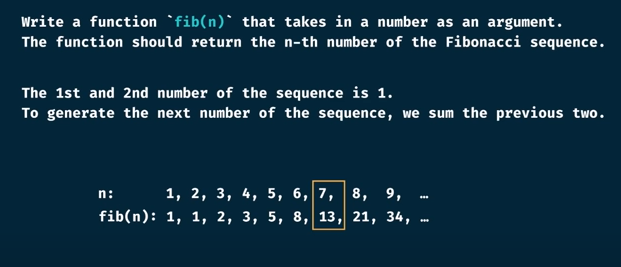 Write a function `fib(n)` that takes in a number as an argument.
The function should return the n-th number of the Fibonacci sequence.
The 1st and 2nd number of the sequence is 1.
To generate the next number of the sequence, we sum the previous two.
n: 1, 2, 3, 4, 5, 6, 7, 8, 9, …
fib(n): 1, 1, 2, 3, 5, 8, 13, 21, 34, …